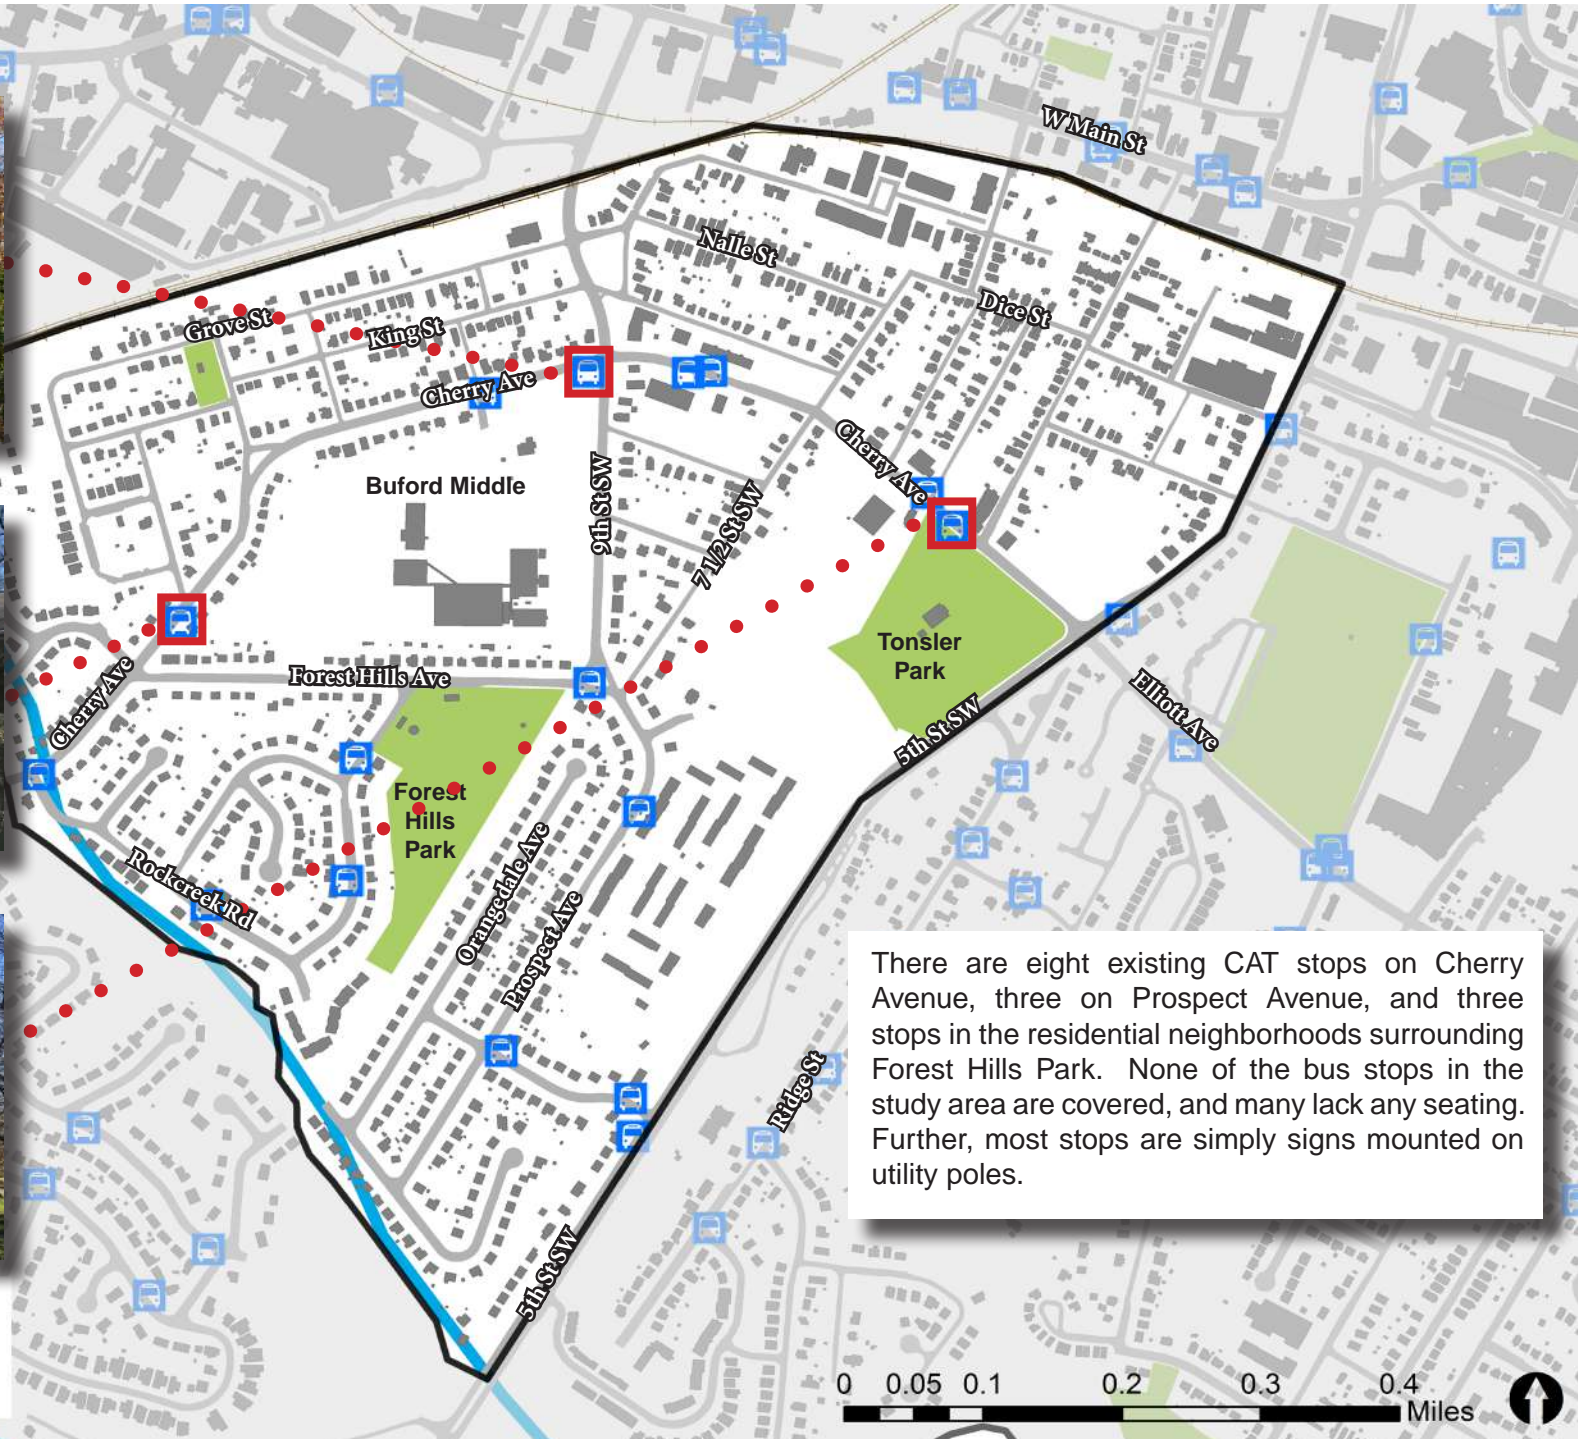 W Main St
Nalle St
Dice St
Grove St
King St
Cherry Ave
Cherry Ave
Buford Middle
9th St SW
7 1/2 St SW
Tonsler
Park
Forest Hills Ave
Cherry Ave
Elliott Ave
5th St SW
Forest
Hills
Park
Rockcreek Rd
Orangedale Ave
Prospect Ave
Ridge St
5th St SW
There are eight existing CAT stops on Cherry
Avenue, three on Prospect Avenue, and three
stops in the residential neighborhoods surrounding
Forest Hills Park. None of the bus stops in the
study area are covered, and many lack any seating.
Further, most stops are simply signs mounted on
utility poles.
0 0.05 0.1 0.2 0.3 0.4
Miles